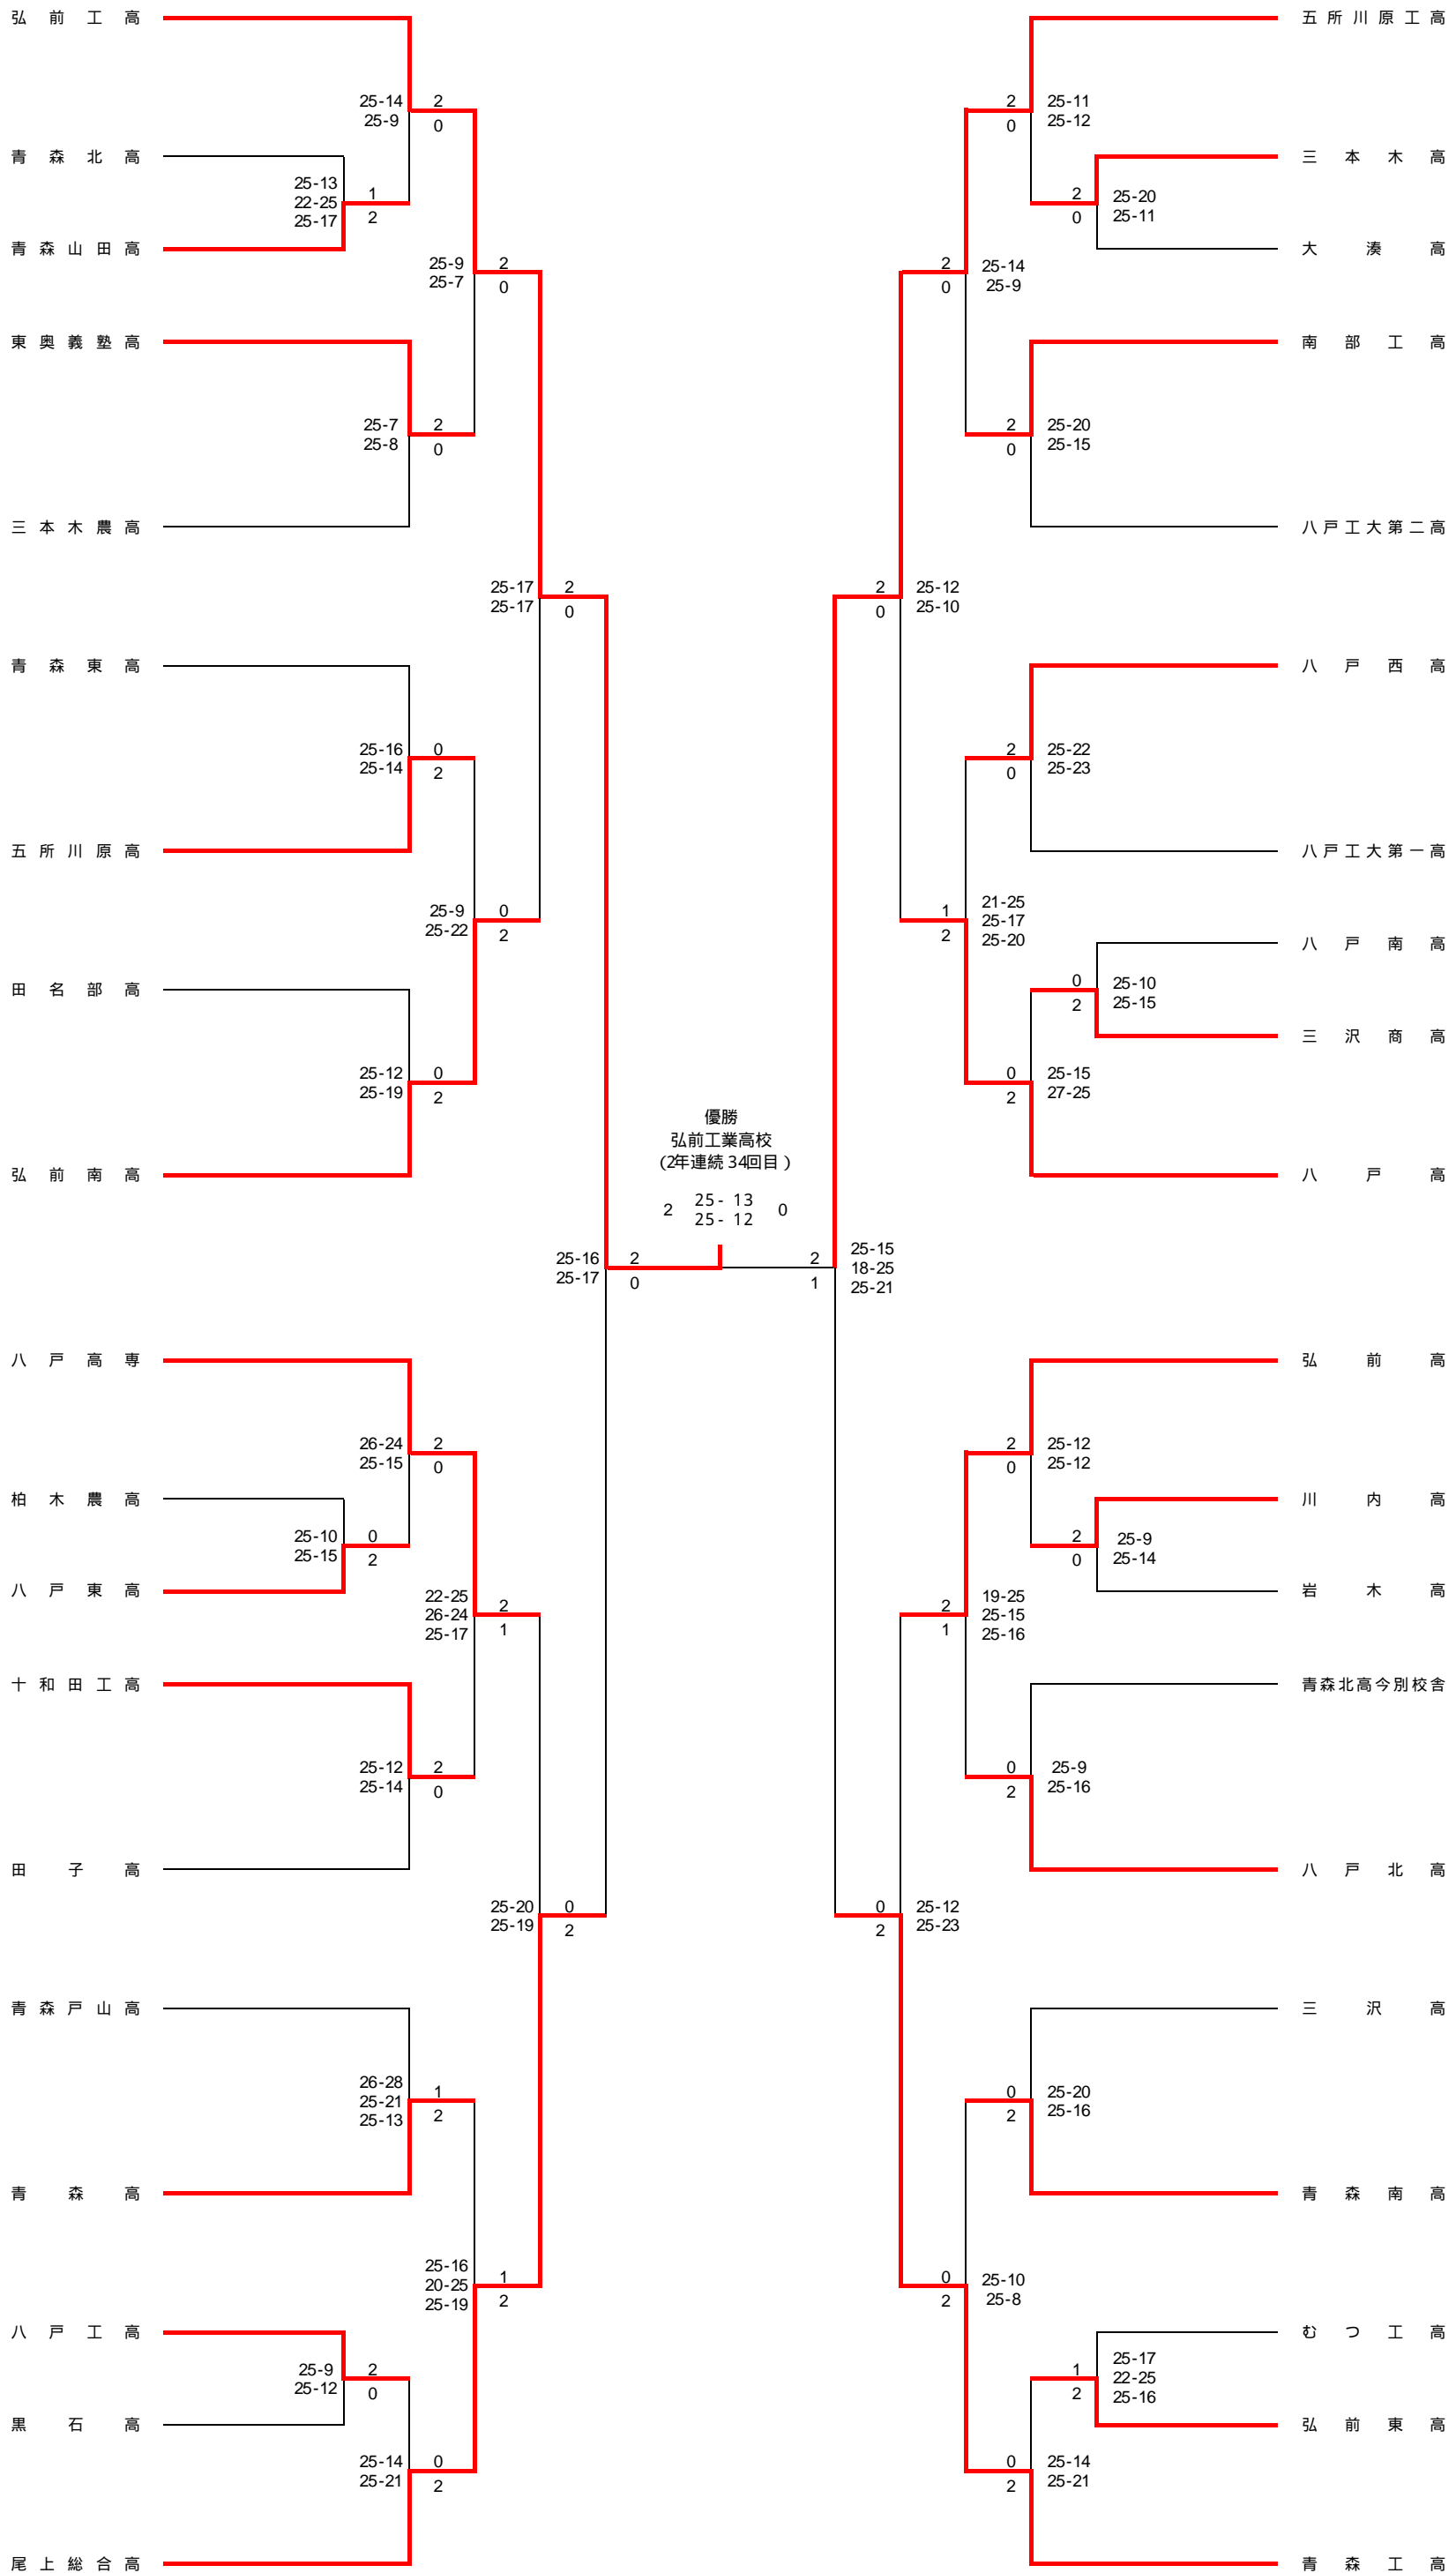 弘前工高
五所川原工高
25-14 2
25-9 0
2 25-11
0 25-12
青森北高
三本木高
25-13
22-25 1
25-17 2
2 25-20
0 25-11
青森山田高
大湊高
25-9 2
25-7 0
2 25-14
0 25-9
東奥義塾高
南部工高
25-7 2
25-8 0
2 25-20
0 25-15
三本木農高
八戸工大第二高
25-17 2
25-17 0
2 25-12
0 25-10
青森東高
八戸西高
25-16 0
25-14 2
2 25-22
0 25-23
五所川原高
八戸工大第一高
25-9 0
25-22 2
21-25
1 25-17
2 25-20
八戸南高
田名部高
0 25-10
2 25-15
三沢商高
25-12 0
25-19 2
0 25-15
2 27-25
優勝
弘前工業高校
(2年連続34回目)
弘前南高
八戸高
2 25-13 0
25-12
25-16 2
25-17 0
2 25-15
18-25
1 25-21
八戸高専
弘前高
26-24 2
25-15 0
2 25-12
0 25-12
柏木農高
川内高
25-10 0
25-15 2
2 25-9
0 25-14
八戸東高
岩木高
22-25 2
26-24
25-17 1
2 19-25
25-15
1 25-16
十和田工高
青森北高今別校舎
25-12 2
25-14 0
0 25-9
2 25-16
田子高
八戸北高
25-20 0
25-19 2
0 25-12
2 25-23
青森戸山高
三沢高
26-28 1
25-21
25-13 2
0 25-20
2 25-16
青森高
青森南高
25-16 1
20-25
25-19 2
0 25-10
2 25-8
八戸工高
むつ工高
25-9 2
25-12 0
25-17
1 22-25
2 25-16
黒石高
弘前東高
25-14 0
25-21 2
0 25-14
2 25-21
尾上総合高
青森工高